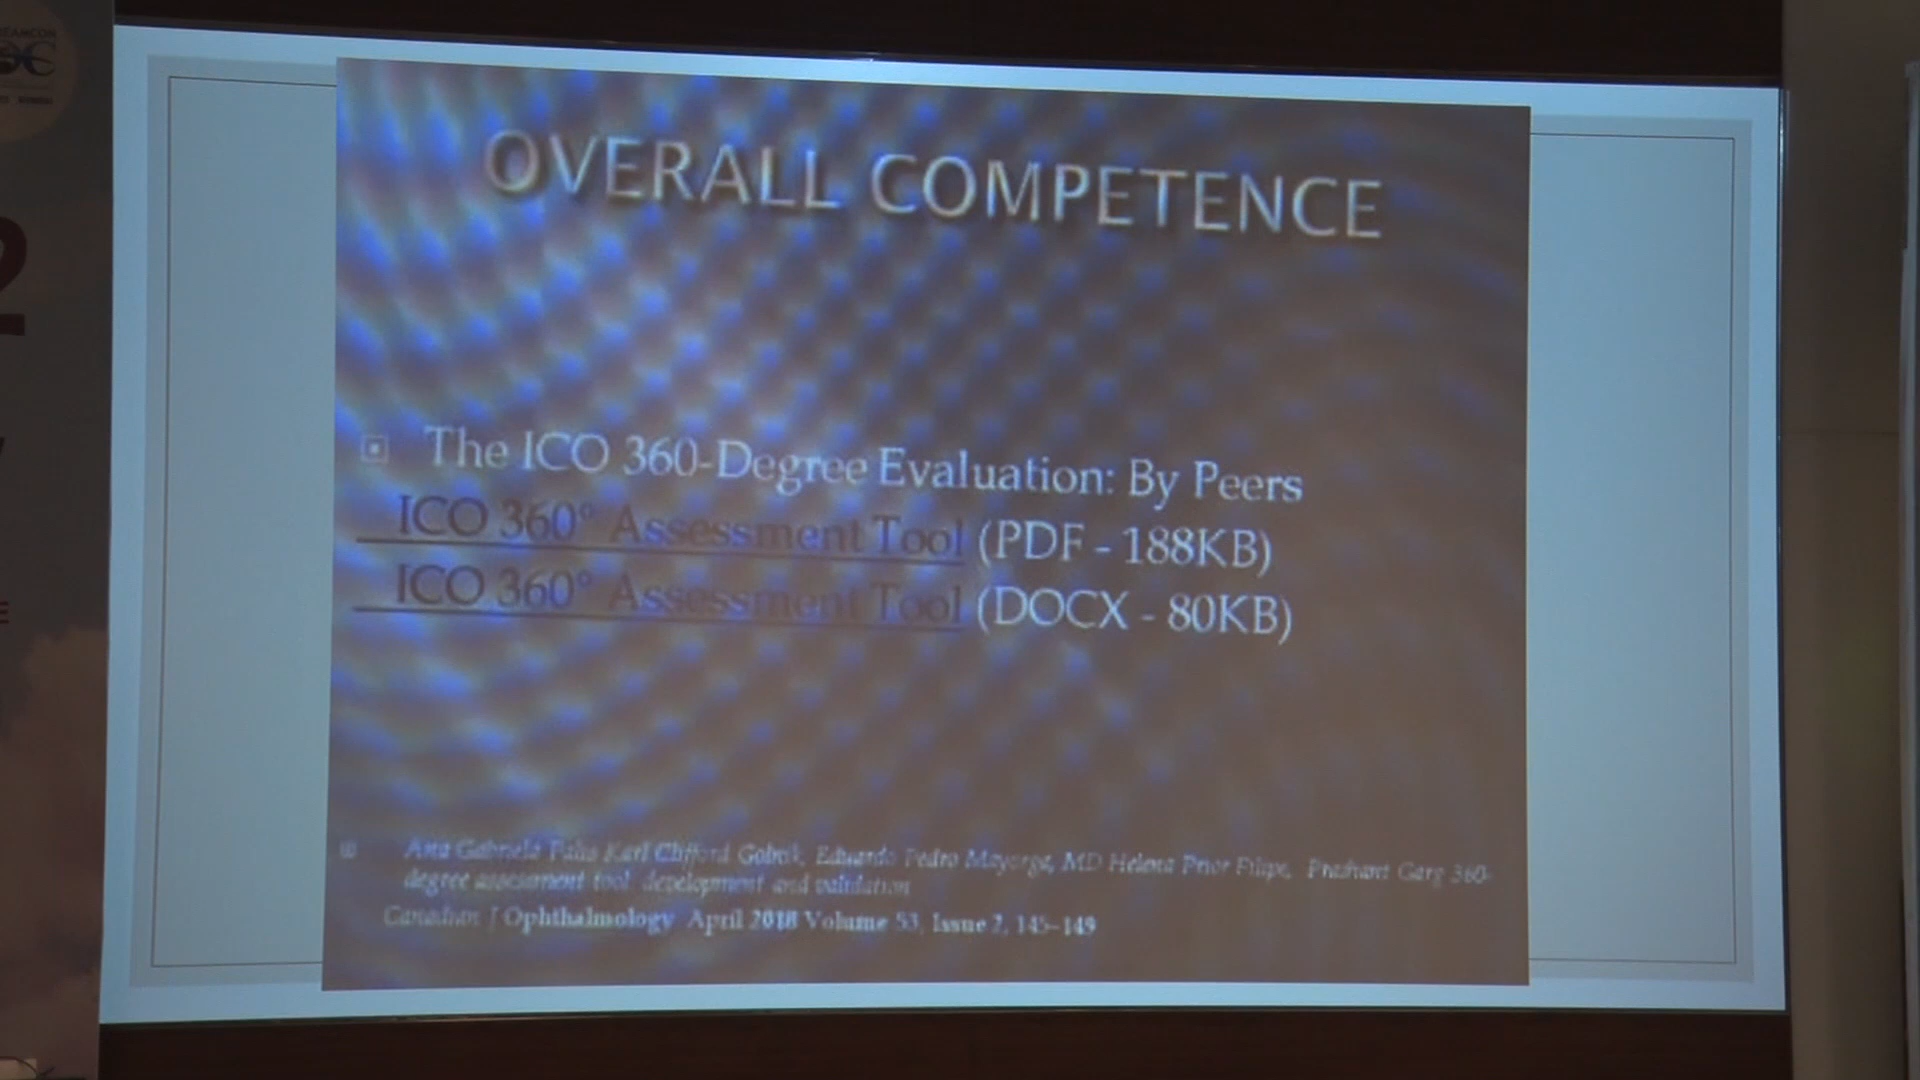 OVERALL COMPETENCE
The ICO 360-Degree Evaluation: By Peers
ICO 360° Assessment Tool (PDF - 188KB)
ICO 360° Assessment Tool (DOCX - 80KB)
Ana Gabriela Palis Karl Clifford Golnik, Eduardo Pedro Mayorga, MD Helena Prior Filipe, Prashant Garg 360-
degree assessment tool: development and validation
Canadian J Ophthalmology April 2018 Volume 53, Issue 2, 145–149
2
E